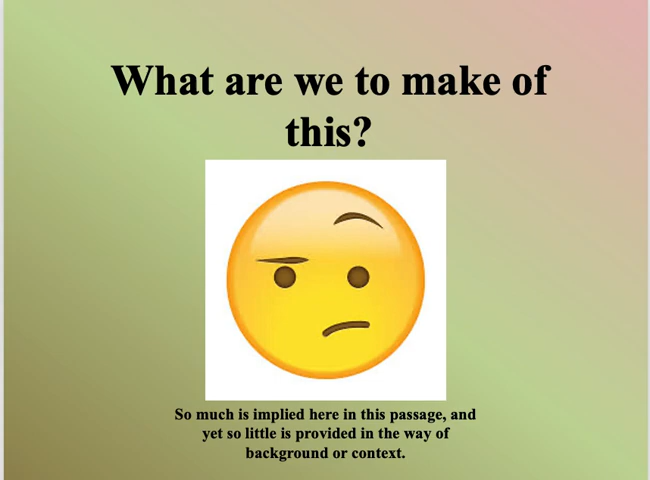 What are we to make of
this?
So much is implied here in this passage, and
yet so little is provided in the way of
background or context.